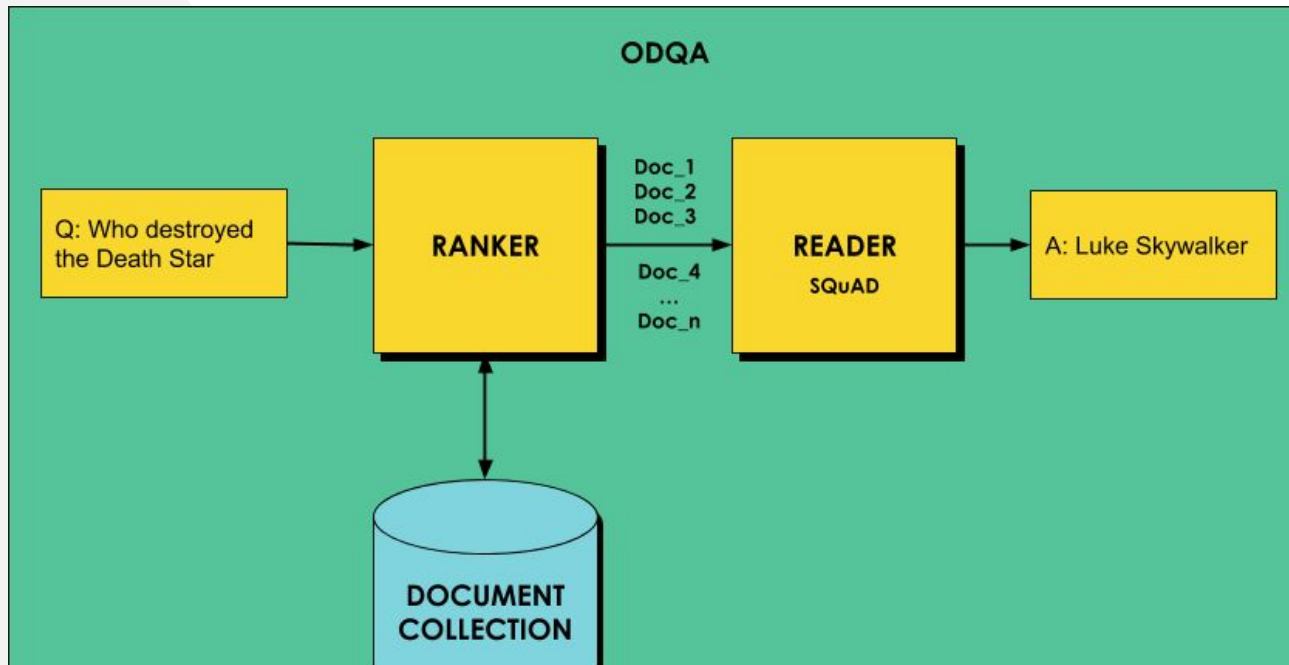 ODQA
Q: Who destroyed
the Death Star
RANKER
Doc_1
Doc_2
Doc_3
Doc_4
...
Doc_n
READER
SQuAD
A: Luke Skywalker
DOCUMENT
COLLECTION